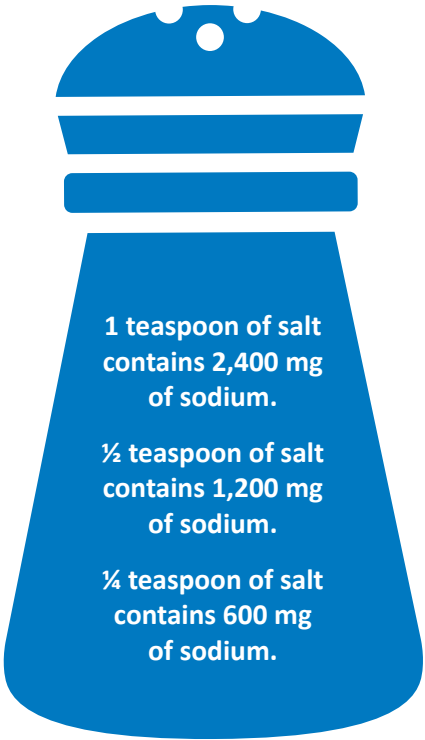 1 teaspoon of salt
contains 2,400 mg
of sodium.
½ teaspoon of salt
contains 1,200 mg
of sodium.
¼ teaspoon of salt
contains 600 mg
of sodium.